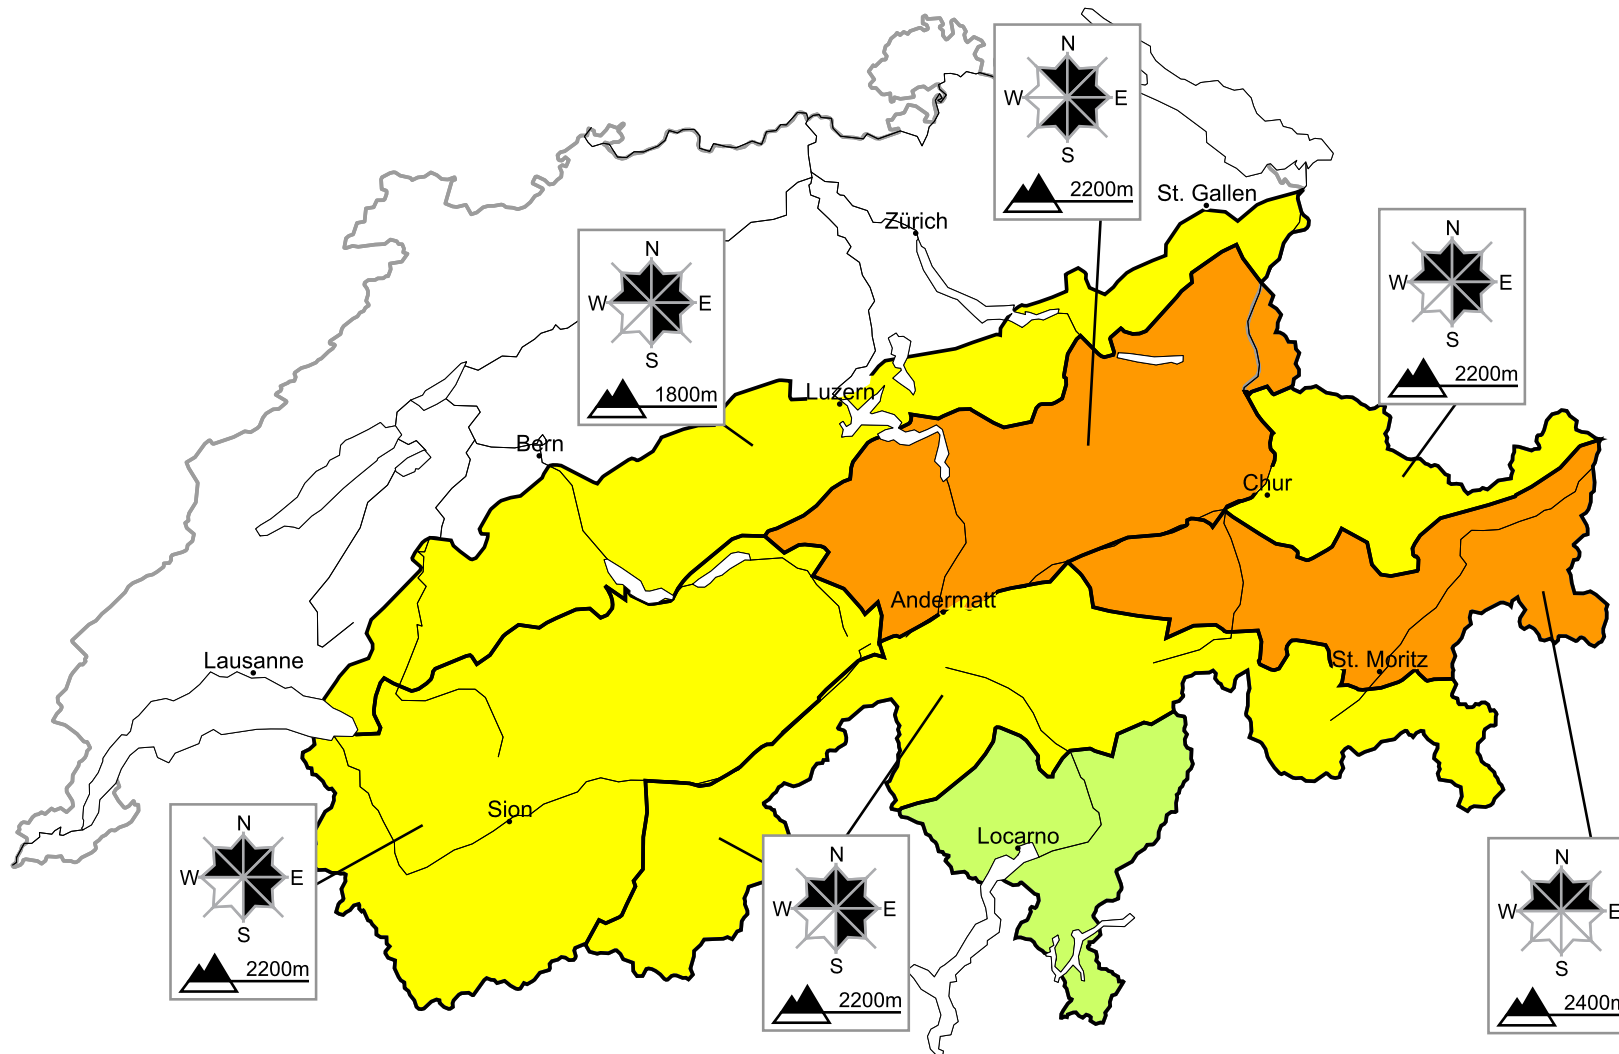 N
W E
S
2200m
St. Gallen
Zürich
N
W E
S
1800m
N
W E
S
2200m
Luzern
Bern
Chur
Andermatt
Lausanne
St. Moritz
Sion
Locarno
N
W E
S
2200m
N
W E
S
2200m
N
W E
S
2400m